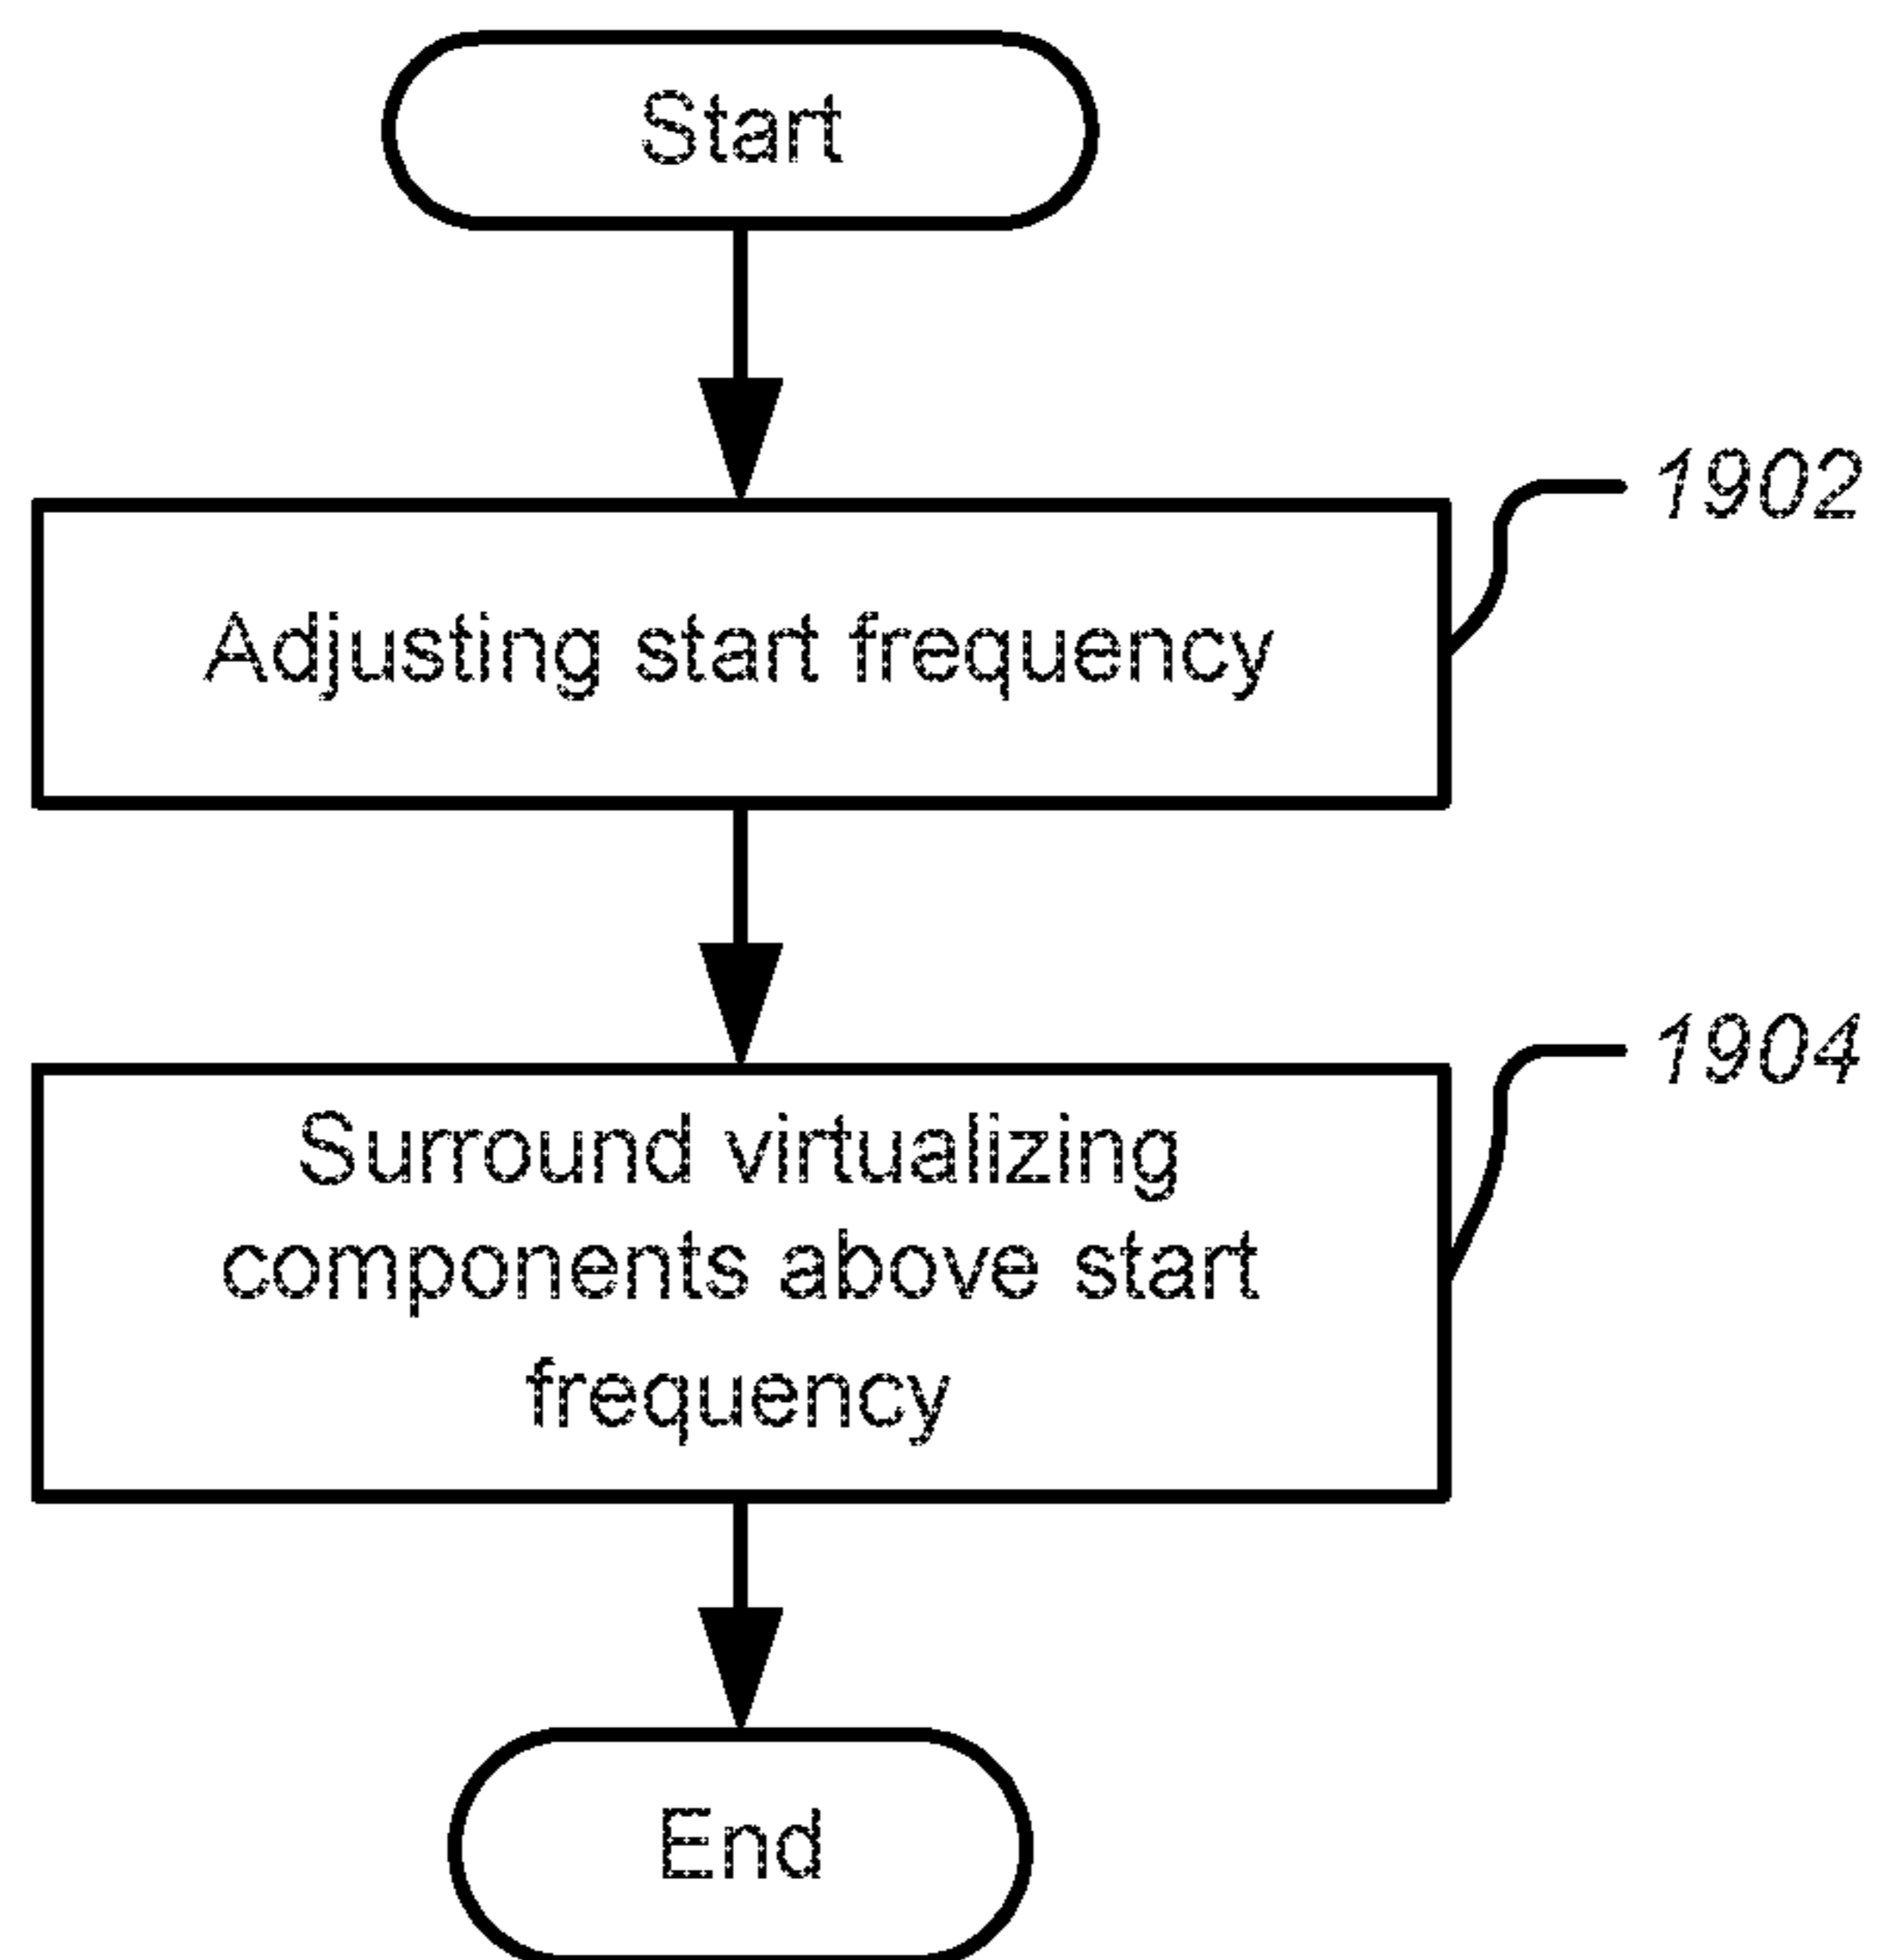 Start
1902
Adjusting start frequency
1904
Surround virtualizing
components above start
frequency
End